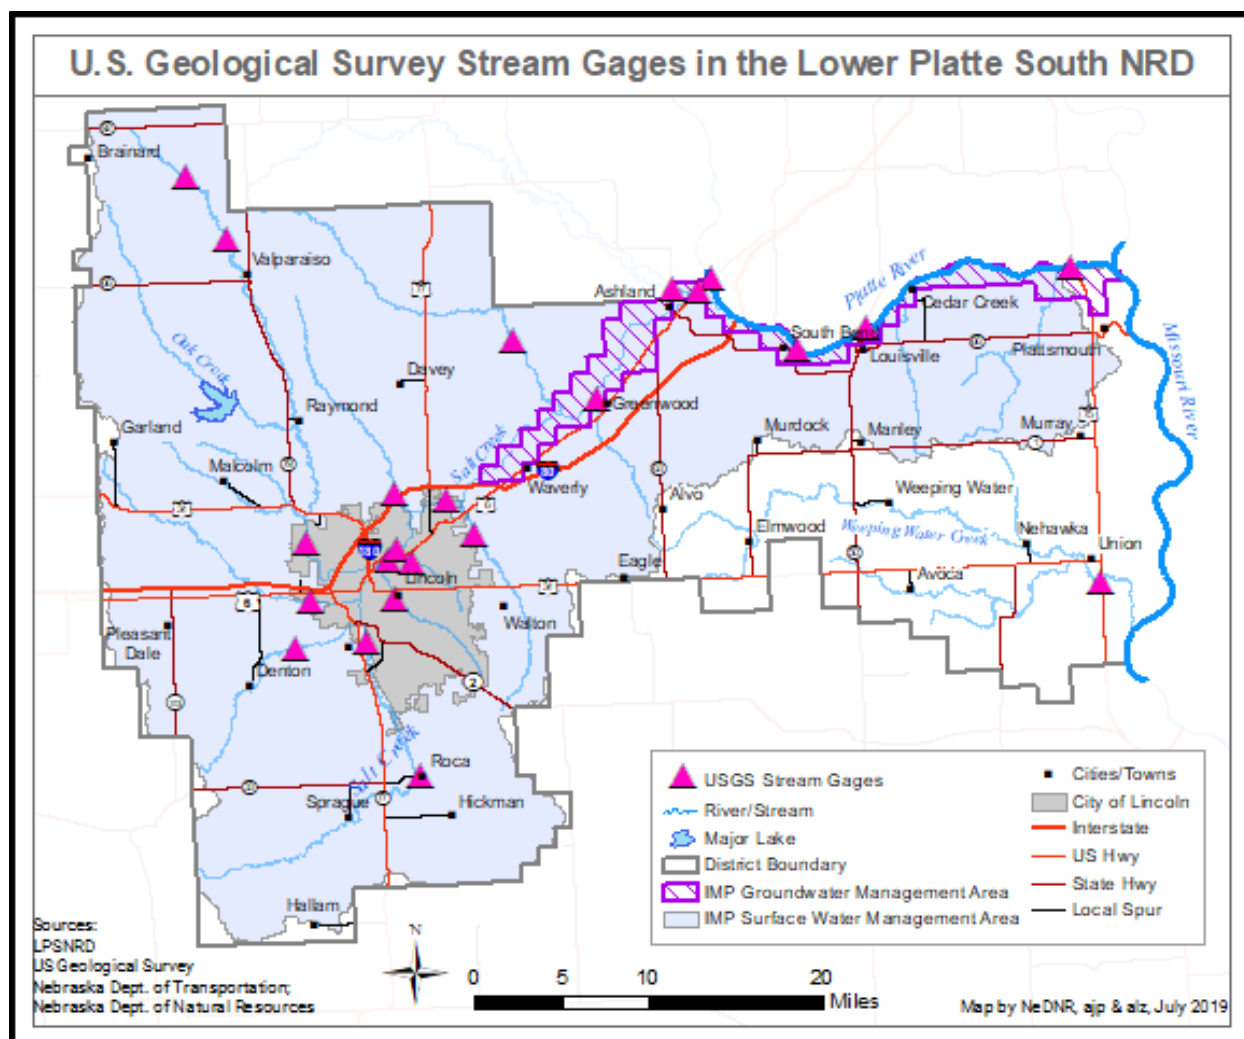 U.S. Geological Survey Stream Gages in the Lower Platte South NRD
Brainard
Valparaiso
Platte River
Ashland
Cedar Creek
South Bend
Louisville
Plattsmouth
Missouri River
Oak Creek
Davey
Raymond
Greenwood
Garland
Malcolm
Salt Creek
Waverly
Murdock
Manley
Murray
Alvo
Weeping Water
Elmwood
Weeping Water Creek
Nehawka
Union
Eagle
Avoca
Lincoln
Walton
6
Pleasant
Dale
Denton
2
Salt Creek
Roca
Sprague
Hickman
Hallam
USGS Stream Gages
River/Stream
Major Lake
District Boundary
IMP Groundwater Management Area
IMP Surface Water Management Area
Cities/Towns
City of Lincoln
Interstate
US Hwy
State Hwy
Local Spur
Sources:
LPSNRD
US Geological Survey
Nebraska Dept. of Transportation;
Nebraska Dept. of Natural Resources
N
0 5 10 20
Miles
Map by NeDNR, ajp & alz, July 2019